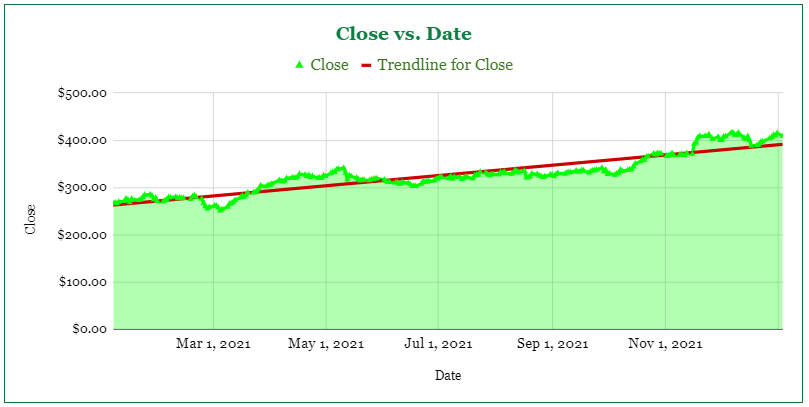 Close vs. Date
Close
Trendline for Close
$500.00
$400.00
$300.00
$200.00
$100.00
$0.00
Close
Mar 1, 2021
May 1, 2021
Jul 1, 2021
Sep 1, 2021
Nov 1, 2021
Date